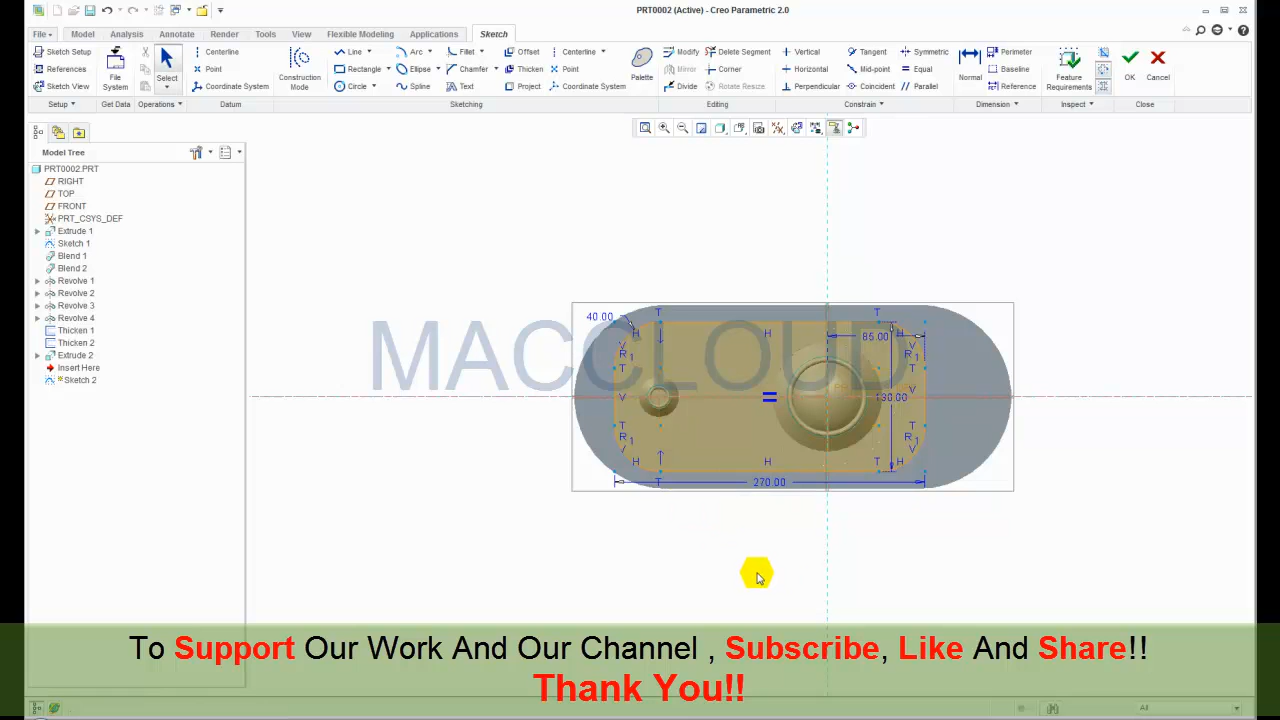 PRT0002 (Active) - Creo Parametric 2.0
File Model Analysis Annotate Render Tools View Flexible Modeling Applications Sketch
Sketch Setup
References
Sketch View
Setup
File System
Get Data
Select
Operations
Centerline
Point
Coordinate System
Datum
Construction Mode
Line Arc Fillet Offset Centerline
Rectangle Ellipse Chamfer Thicken Point
Circle Spline Text Project Coordinate System
Sketching
Palette
Modify Delete Segment
Mirror Corner
Divide Rotate Resize
Editing
Vertical Tangent Symmetric
Horizontal Mid-point Equal
Perpendicular Coincident Parallel
Constrain
Normal
Perimeter
Baseline
Reference
Dimension
Feature Requirements
Inspect
OK
Cancel
Close
Model Tree
PRT0002.PRT
RIGHT
TOP
FRONT
PRT_CSYS_DEF
Extrude 1
Sketch 1
Blend 1
Blend 2
Revolve 1
Revolve 2
Revolve 3
Revolve 4
Thicken 1
Thicken 2
Extrude 2
Insert Here
Sketch 2
MACCLOUD
40.00
85.00
130.00
270.00
To Support Our Work And Our Channel , Subscribe, Like And Share!!
Thank You!!
All